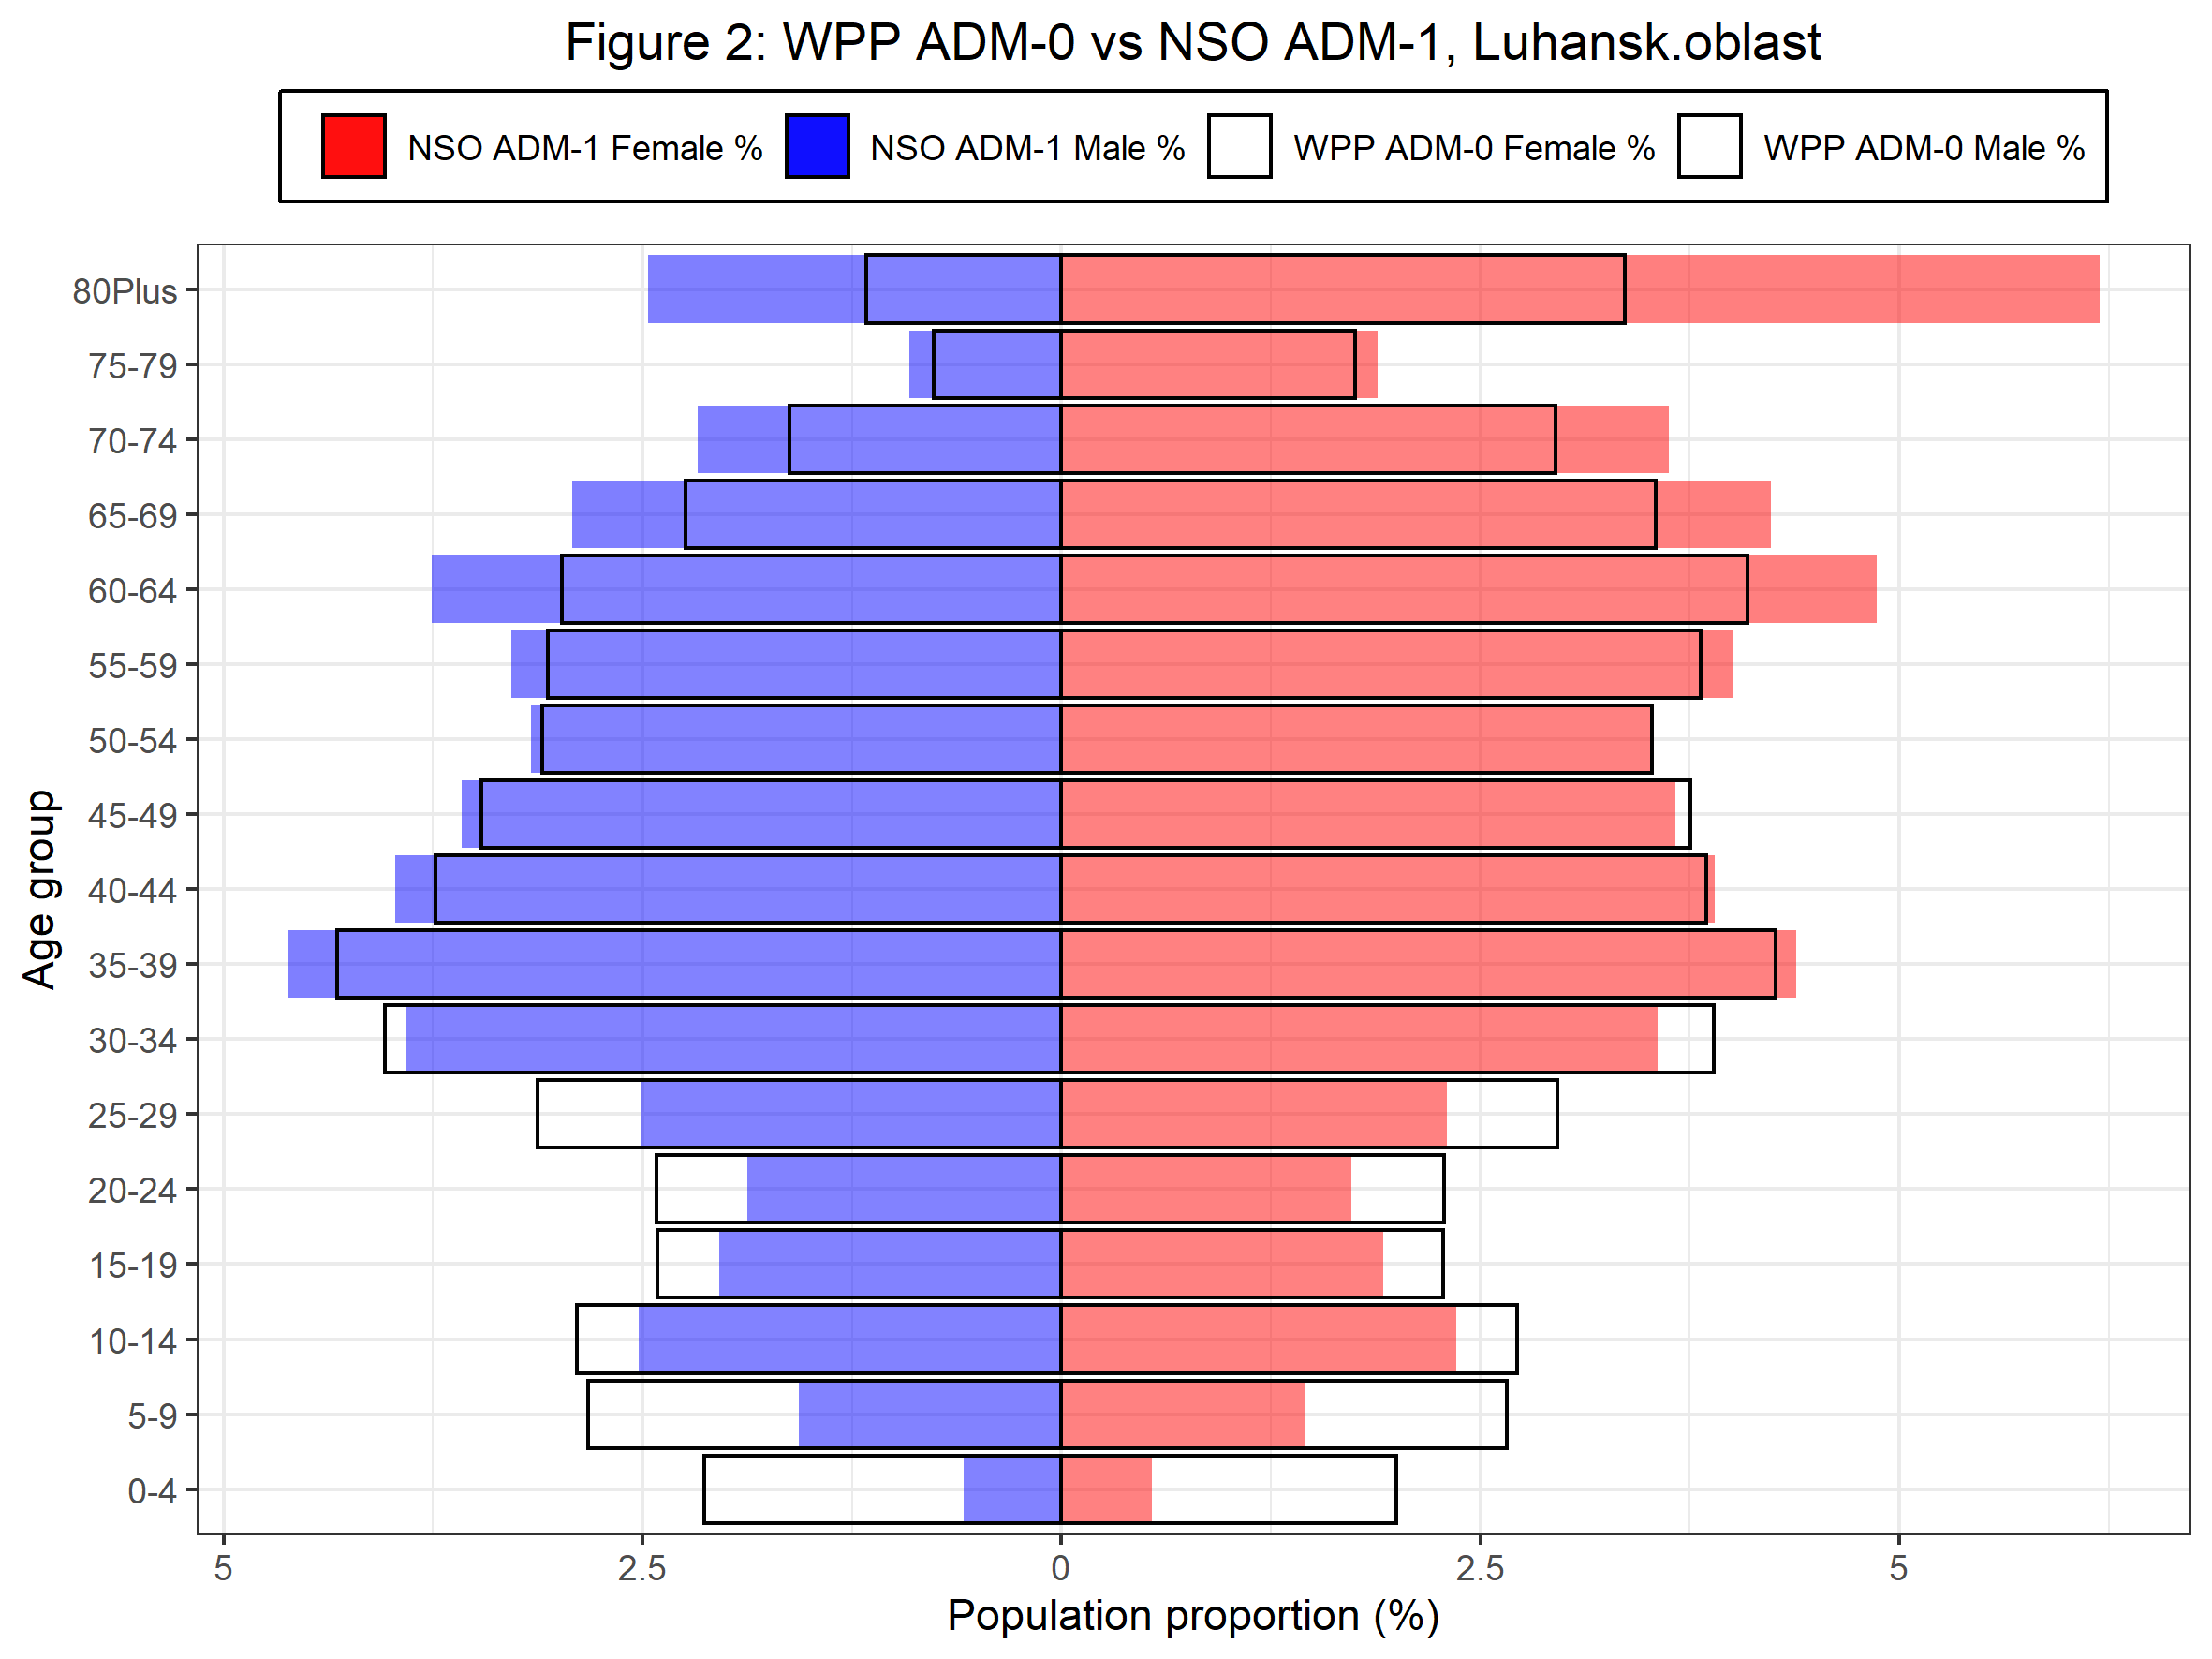 Figure 2: WPP ADM-0 vs NSO ADM-1, Luhansk.oblast
NSO ADM-1 Female % NSO ADM-1 Male % WPP ADM-0 Female % WPP ADM-0 Male %
Age group
80Plus
75-79
70-74
65-69
60-64
55-59
50-54
45-49
40-44
35-39
30-34
25-29
20-24
15-19
10-14
5-9
0-4
5 2.5 0 2.5 5
Population proportion (%)